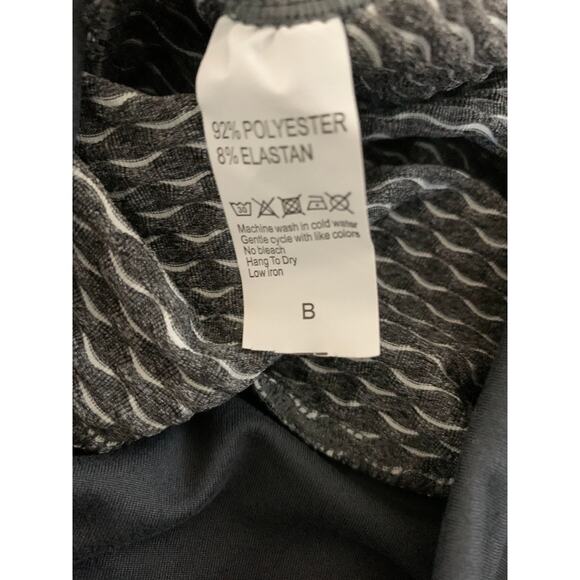 92% POLYESTER
8% ELASTAN
30
Machine wash in cold water
Gentle cycle with like colors
No bleach
Hang To Dry
Low iron
B